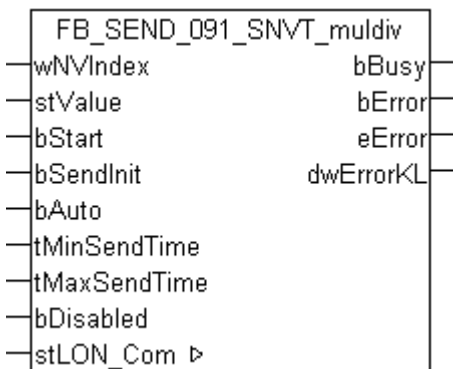 FB_SEND_091_SNVT_muldiv
wNVIndex bBusy
stValue bError
bStart eError
bSendInit dwErrorKL
bAuto
tMinSendTime
tMaxSendTime
bDisabled
stLON_Com ▷